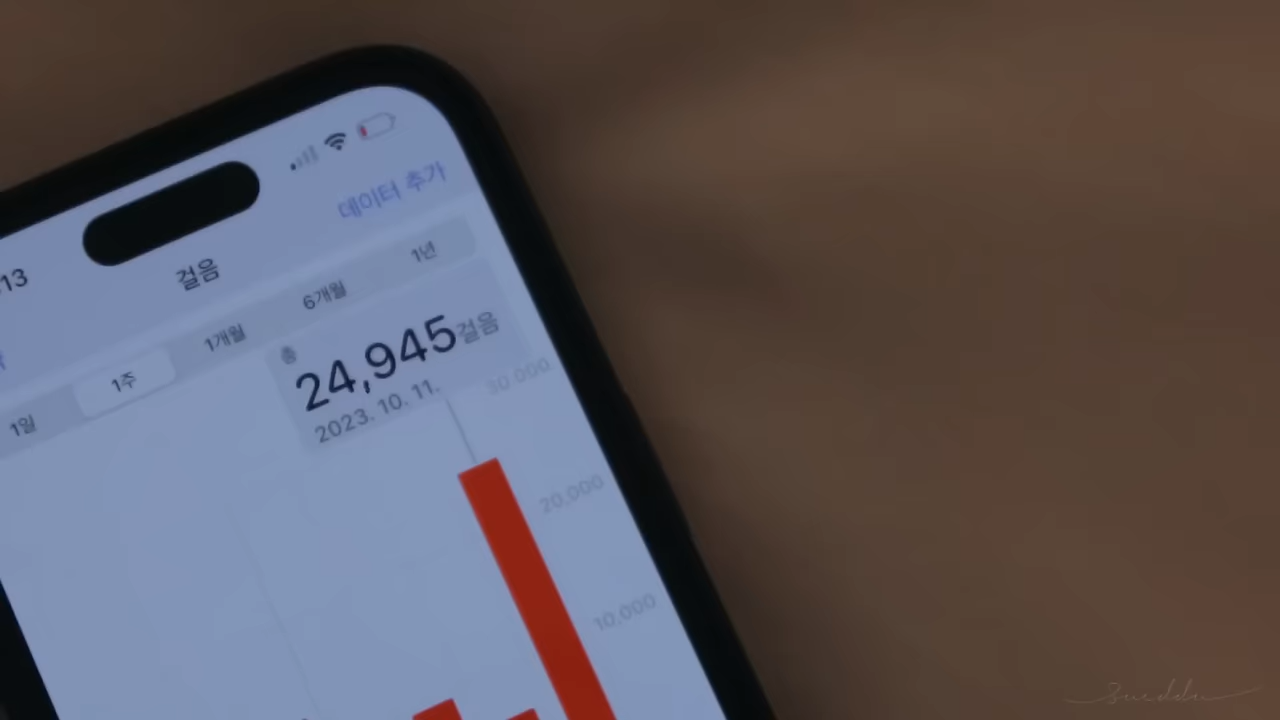 13
데이터 추가
걸음
1일 1주 1개월 6개월 1년
총
24,945걸음
2023. 10. 11.
30,000
20,000
10,000